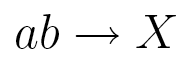 ab → X